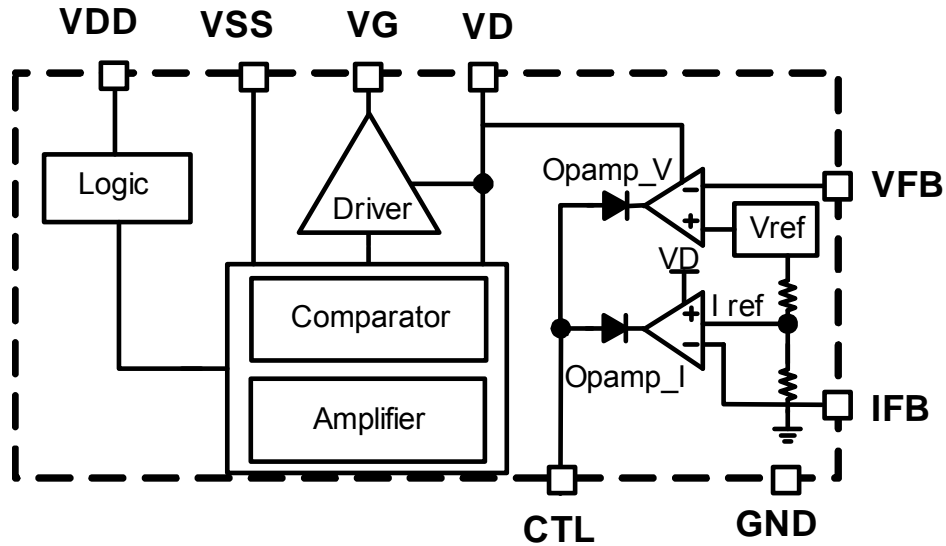 VDD
VSS
VG
VD
Logic
Driver
Opamp_V
VFB
Vref
VD
I ref
Comparator
Opamp_I
IFB
Amplifier
CTL
GND